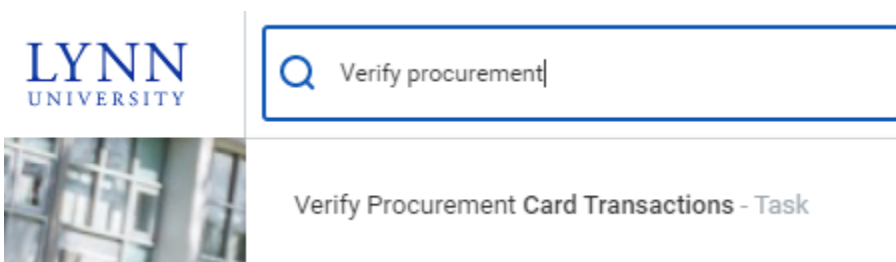 LYNN
UNIVERSITY
Verify procurement
Verify Procurement Card Transactions - Task